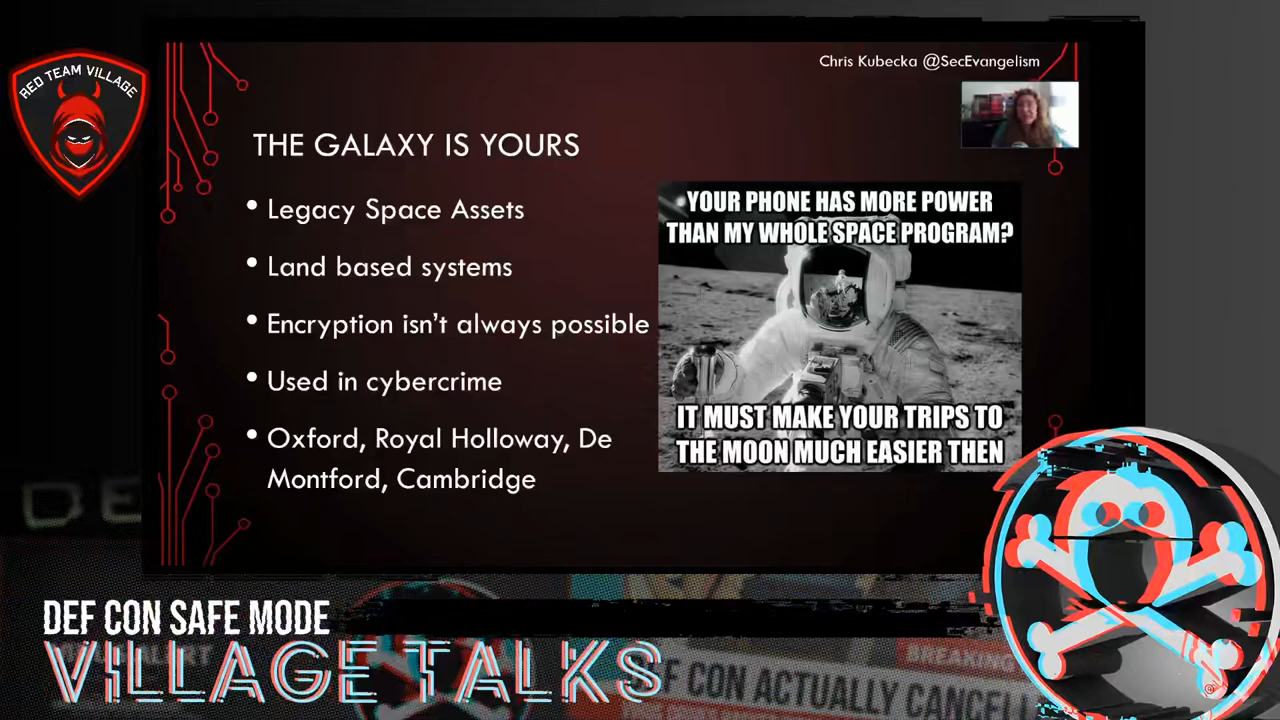 RED TEAM VILLAGE
Chris Kubecka @SecEvangelism
THE GALAXY IS YOURS
• Legacy Space Assets
• Land based systems
• Encryption isn't always possible
• Used in cybercrime
• Oxford, Royal Holloway, De
Montford, Cambridge
YOUR PHONE HAS MORE POWER
THAN MY WHOLE SPACE PROGRAM?
IT MUST MAKE YOUR TRIPS TO
THE MOON MUCH EASIER THEN
DE
DEF CON SAFE MODE
VILLAGE TALKS
BREAKING
F CON ACTUALLY CANCELL